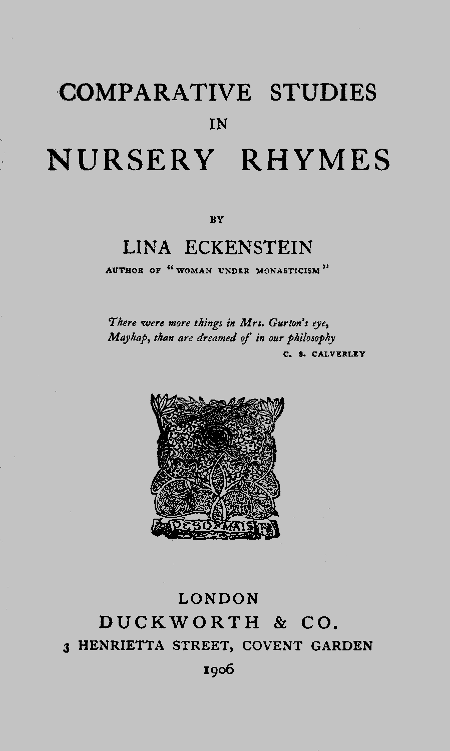 COMPARATIVE STUDIES
IN
NURSERY RHYMES
BY
LINA ECKENSTEIN
AUTHOR OF "WOMAN UNDER MONASTICISM"
There were more things in Mrs. Gurton's eye,
Mayhap, than are dreamed of in our philosophy
C. S. CALVERLEY
DESORMAIS
LONDON
DUCKWORTH & CO.
3 HENRIETTA STREET, COVENT GARDEN
1906